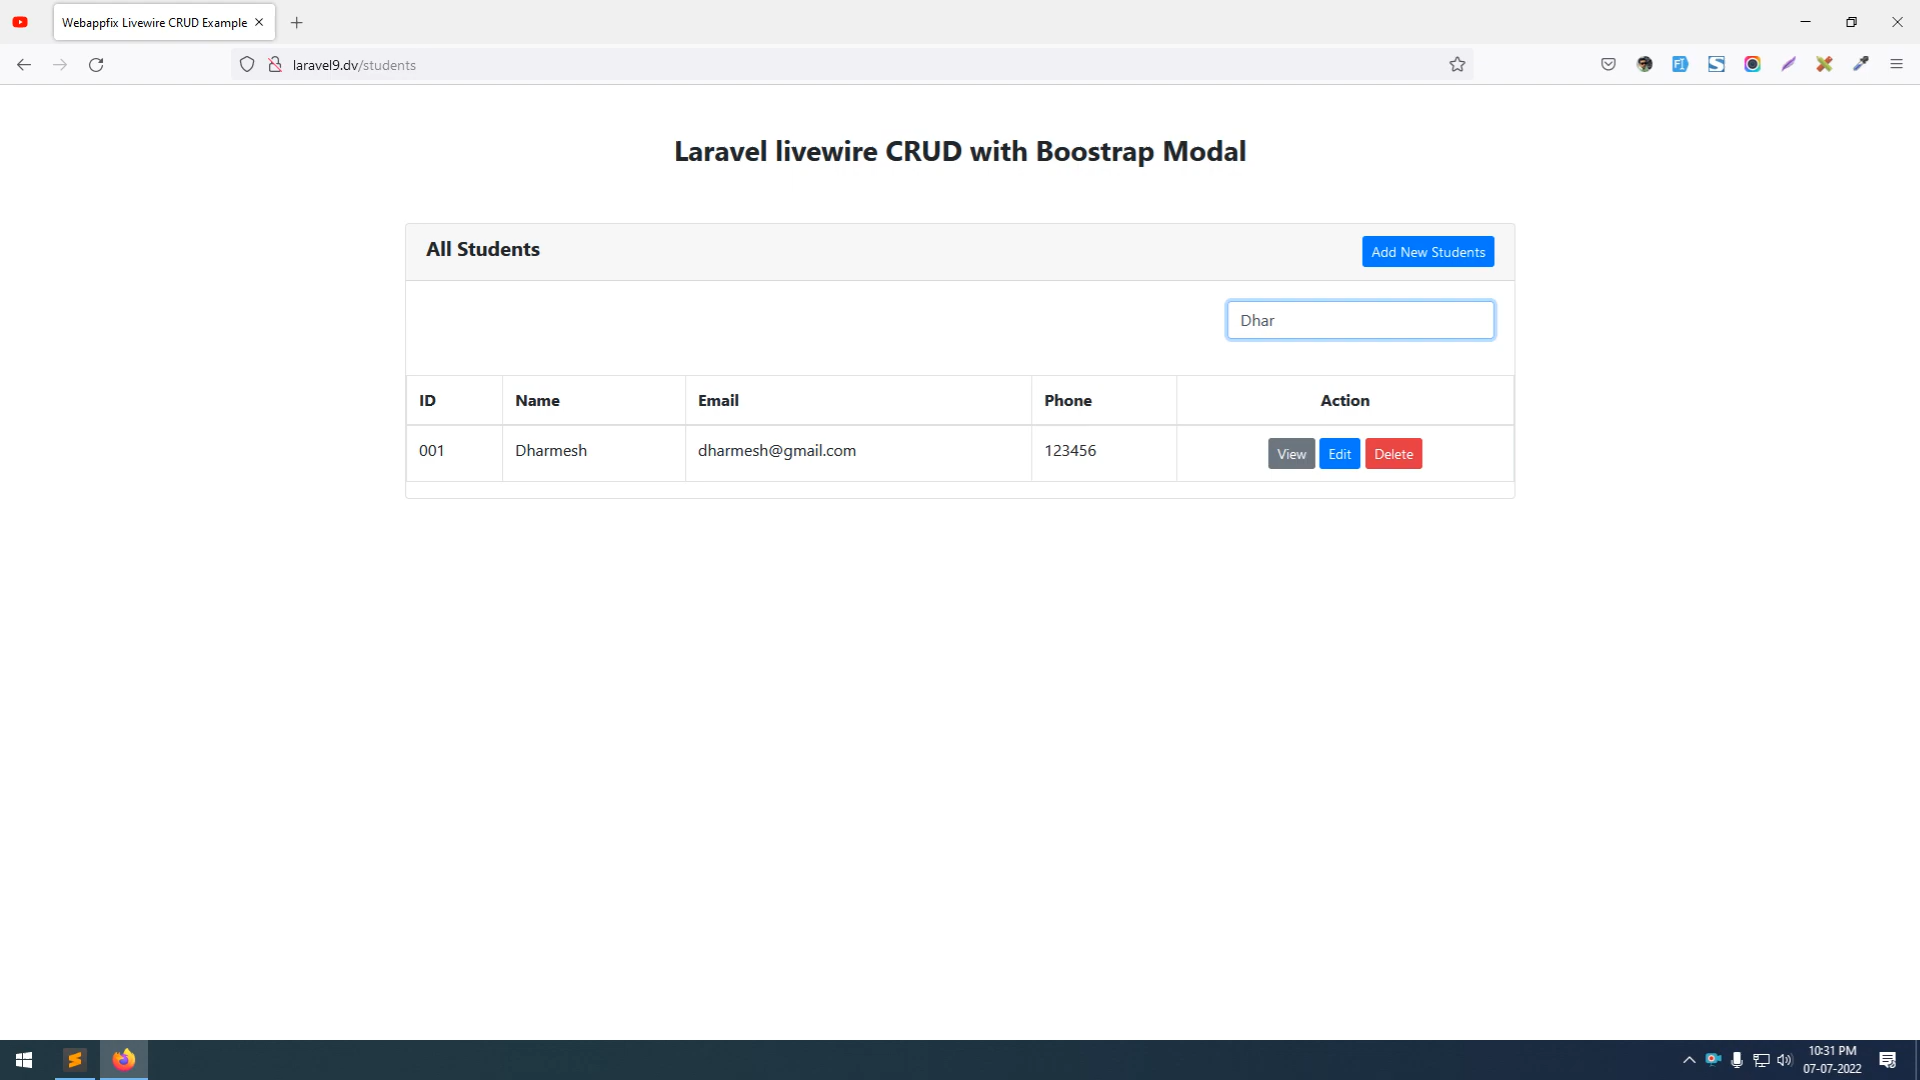 Webappfix Livewire CRUD Example
laravel9.dv/students
Laravel livewire CRUD with Boostrap Modal
All Students
Add New Students
Dhar
ID Name Email Phone Action
001 Dharmesh dharmesh@gmail.com 123456 View Edit Delete
10:31 PM
07-07-2022